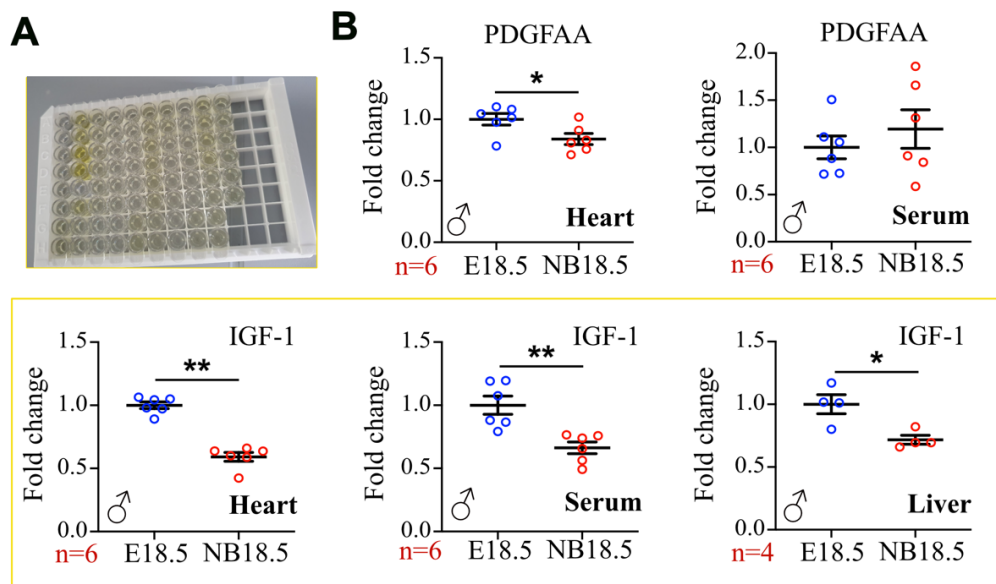 A
B
PDGFAA
Fold change
1.5
1.0
0.5
0.0
*
♂
Heart
n=6
E18.5 NB18.5
PDGFAA
Fold change
2.0
1.5
1.0
0.5
0.0
♂
Serum
n=6
E18.5 NB18.5
IGF-1
Fold change
1.5
1.0
0.5
0.0
**
♂
Heart
n=6
E18.5 NB18.5
IGF-1
Fold change
1.5
1.0
0.5
0.0
**
♂
Serum
n=6
E18.5 NB18.5
IGF-1
Fold change
1.5
1.0
0.5
0.0
*
♂
Liver
n=4
E18.5 NB18.5